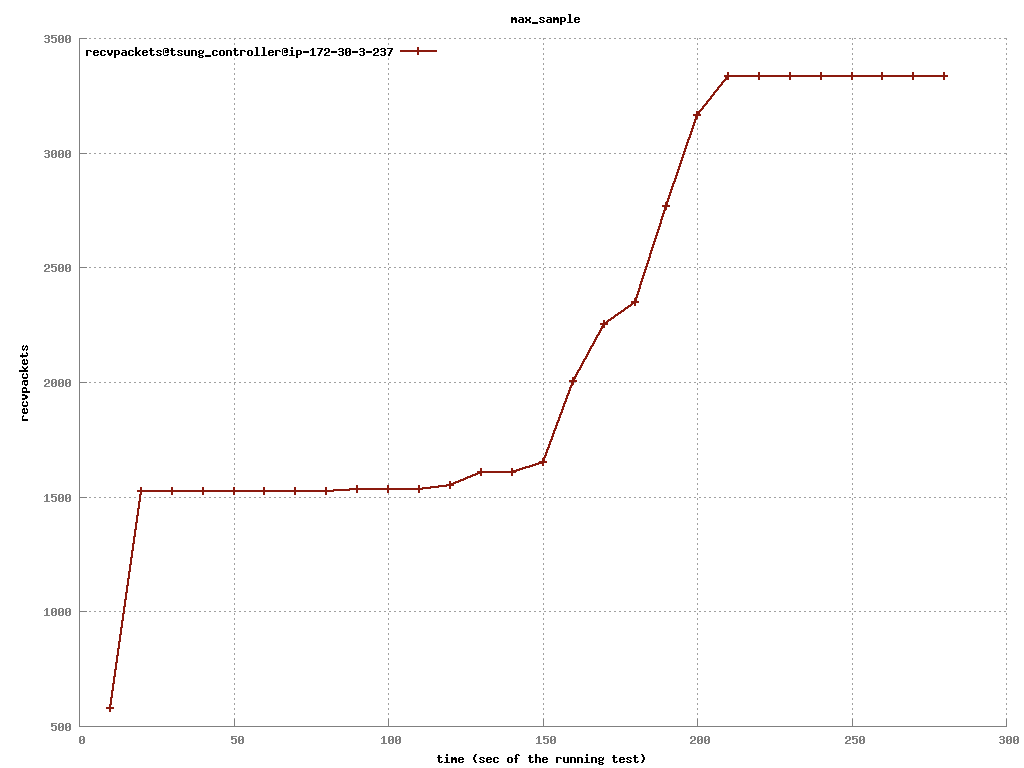 max_sample
recvpackets@tsung_controller@ip-172-30-3-237
3500
3000
2500
2000
1500
1000
500
recvpackets
0 50 100 150 200 250 300
time (sec of the running test)